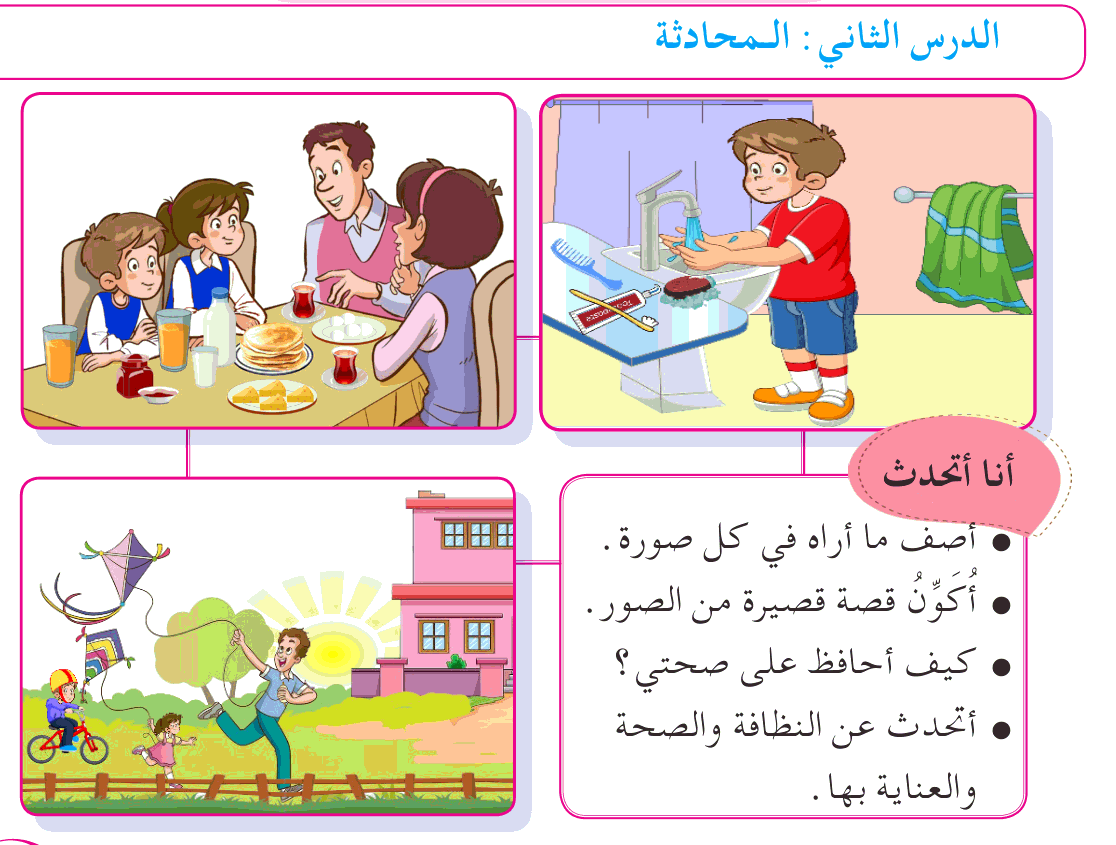 الدرس الثاني : المحادثة
أنا أتحدث
● أصف ما أراه في كل صورة .
● أُكَوِّنُ قصة قصيرة من الصور .
● كيف أحافظ على صحتي ؟
● أتحدث عن النظافة والصحة
والعناية بها .